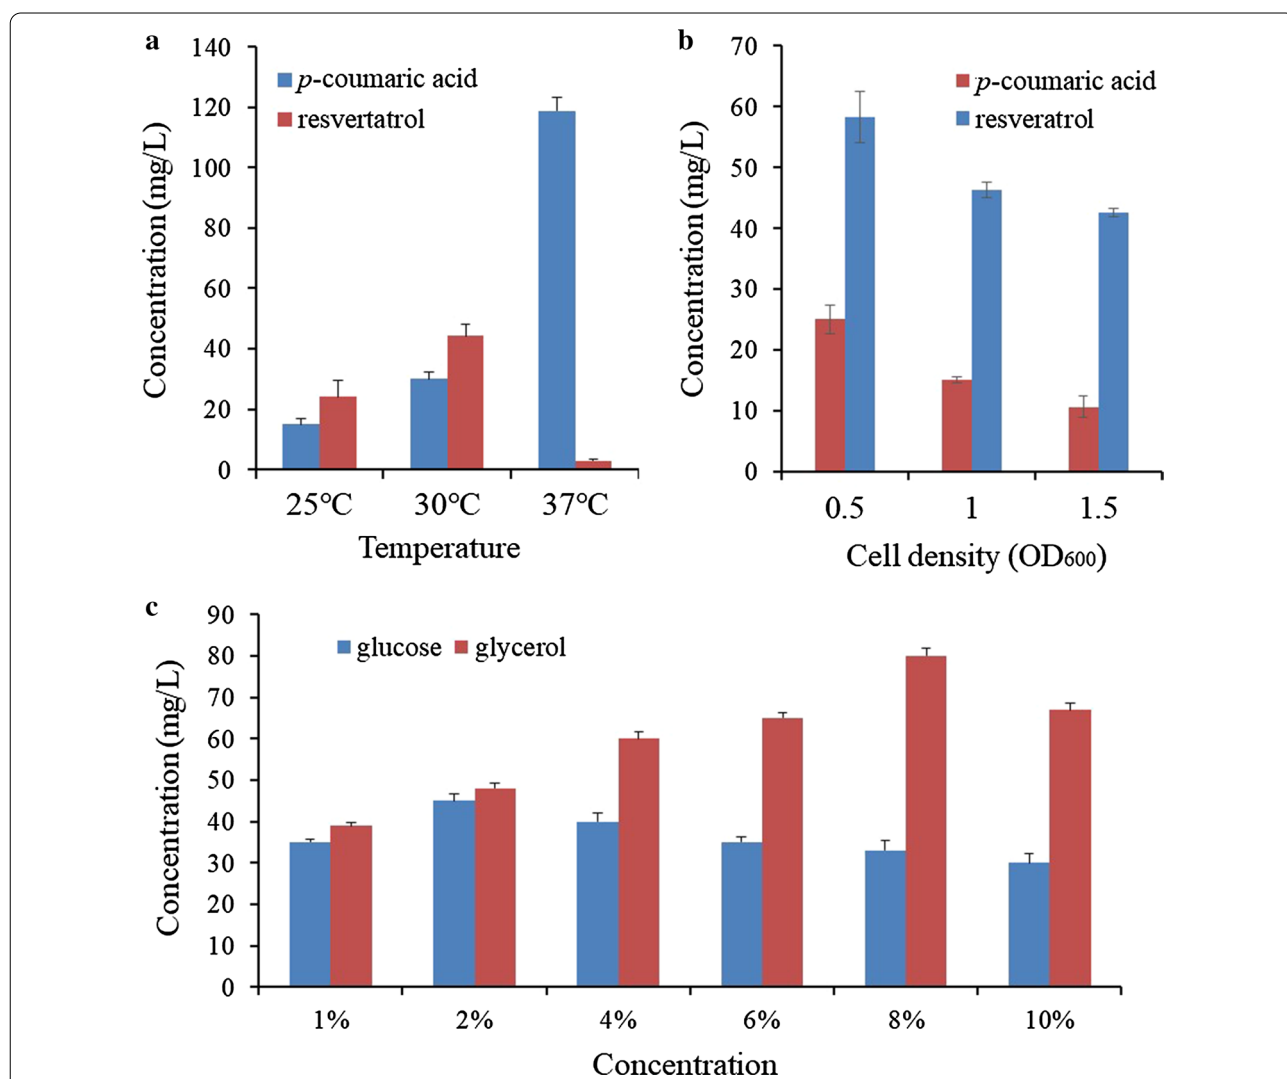 a
140
120
100
80
60
40
20
0
Concentration (mg/L)
p-coumaric acid
resvertatrol
25°C 30°C 37°C
Temperature
b
70
60
50
40
30
20
10
0
Concentration (mg/L)
p-coumaric acid
resveratrol
0.5 1 1.5
Cell density (OD600)
c
90
80
70
60
50
40
30
20
10
0
Concentration (mg/L)
glucose glycerol
1% 2% 4% 6% 8% 10%
Concentration